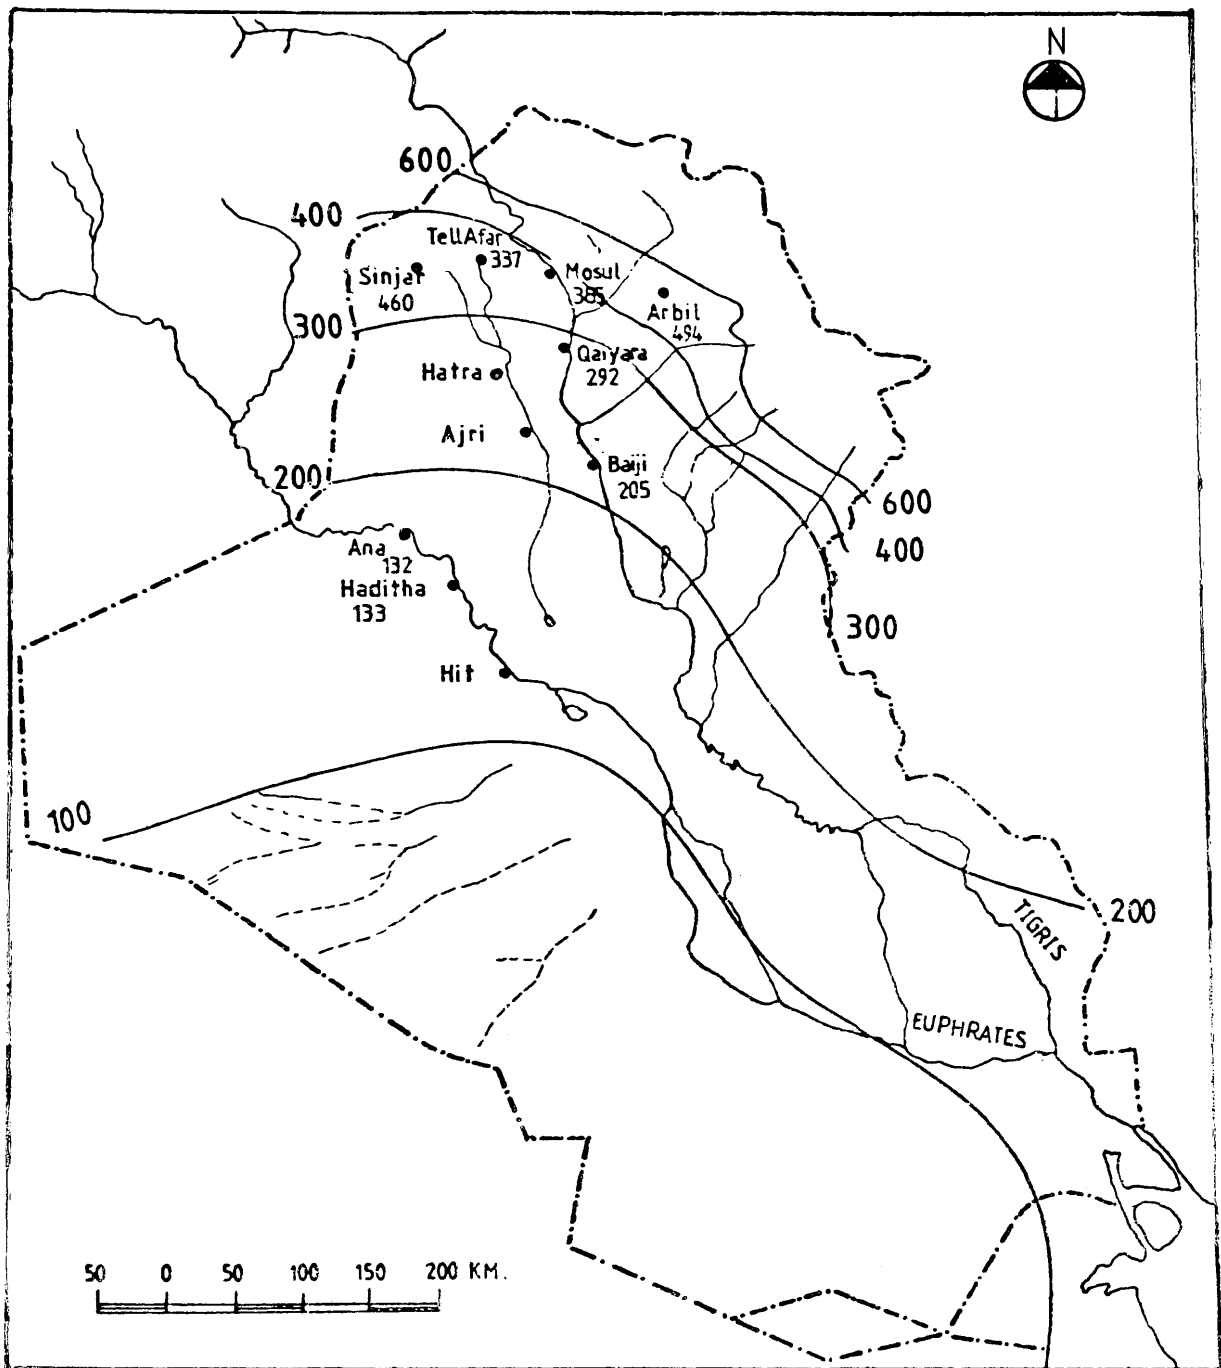 N
600
400
TellAfar
337
Sinjar
460
Mosul
385
Arbil
494
300
Qaiyara
292
Hatra
Ajri
200
Baiji
205
600
400
Ana
132
Haditha
133
300
Hit
100
200
TIGRIS
EUPHRATES
50 0 50 100 150 200 KM.